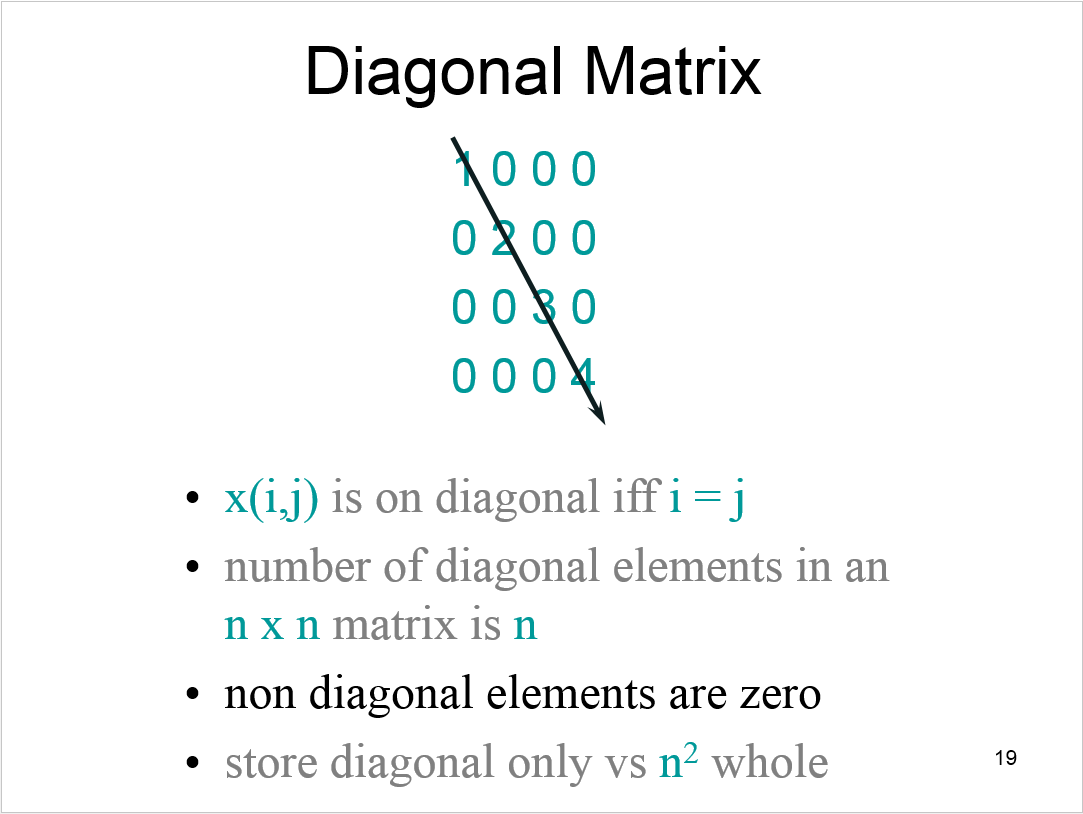 Diagonal Matrix
1 0 0 0
0 2 0 0
0 0 3 0
0 0 0 4
• x(i,j) is on diagonal iff i = j
• number of diagonal elements in an
n x n matrix is n
• non diagonal elements are zero
• store diagonal only vs n² whole
19